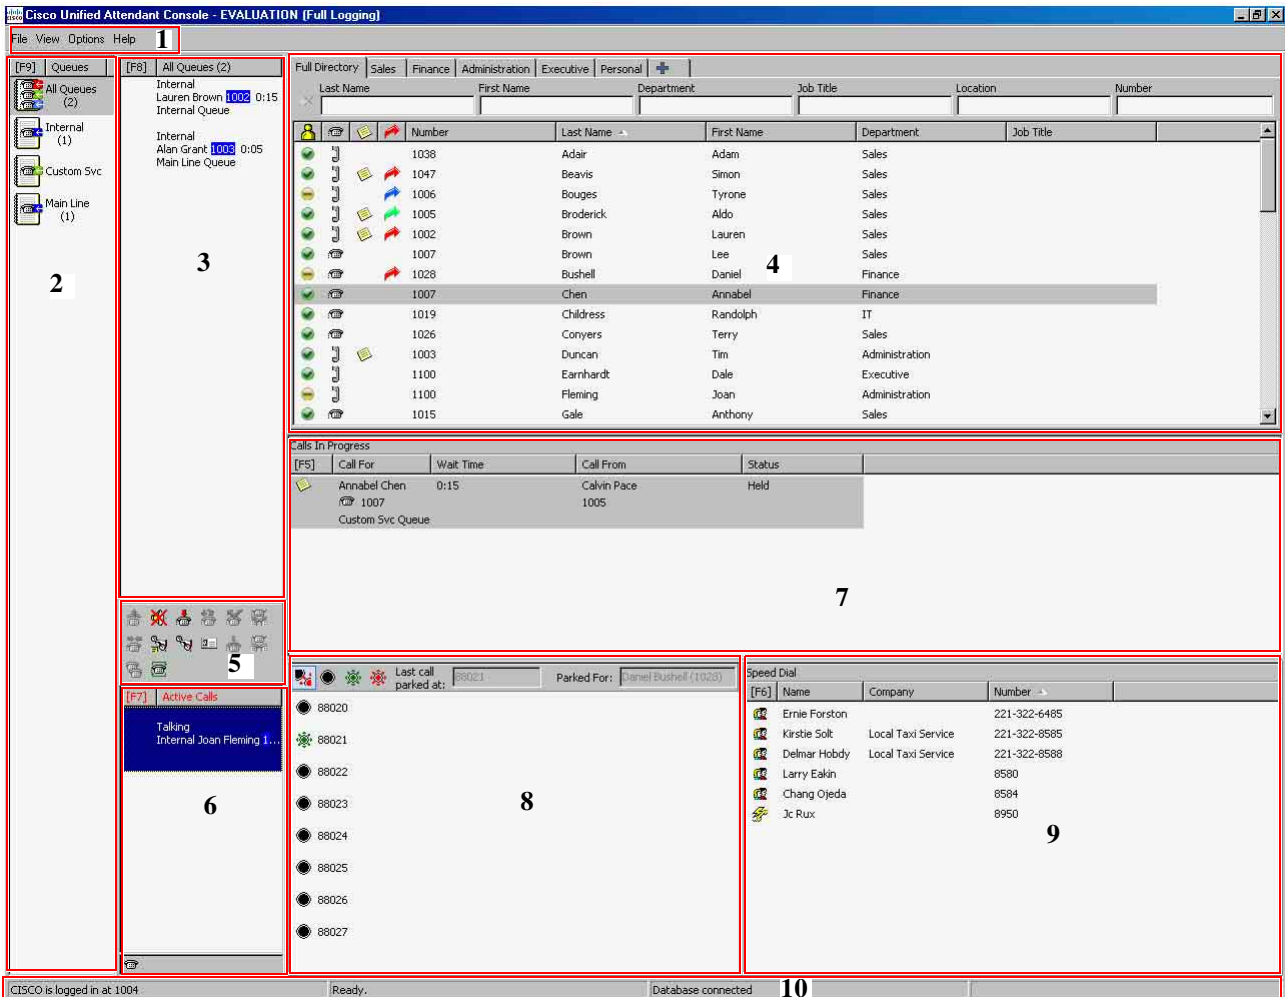 Cisco Unified Attendant Console - EVALUATION (Full Logging)
File View Options Help 1
[F9] Queues
All Queues
(2)
Internal
(1)
Custom Svc
Main Line
(1)
2
[F8] All Queues (2)
Internal
Lauren Brown 1002 0:15
Internal Queue
Internal
Alan Grant 1003 0:05
Main Line Queue
3
Full Directory Sales Finance Administration Executive Personal
Last Name First Name Department Job Title Location Number
Number Last Name First Name Department Job Title
1038 Adair Adam Sales
1047 Beavis Simon Sales
1006 Bouges Tyrone Sales
1005 Broderick Aldo Sales
1002 Brown Lauren Sales
1007 Brown Lee Sales
4
1028 Bushell Daniel Finance
1007 Chen Annabel Finance
1019 Childress Randolph IT
1026 Conyers Terry Sales
1003 Duncan Tim Administration
1100 Earnhardt Dale Executive
1100 Fleming Joan Administration
1015 Gale Anthony Sales
Calls In Progress
[F5] Call For Wait Time Call From Status
Annabel Chen 0:15 Calvin Pace Held
1007 1005
Custom Svc Queue
7
5
[F7] Active Calls
Talking
Internal Joan Fleming 1...
6
Last call
parked at: 88021 Parked For: Daniel Bushell (1028)
88020
88021
88022
88023
88024
88025
88026
88027
8
Speed Dial
[F6] Name Company Number
Ernie Forston 221-322-6485
Kirstie Solt Local Taxi Service 221-322-8585
Delmar Hobdy Local Taxi Service 221-322-8588
Larry Eakin 8580
Chang Ojeda 8584
Jc Rux 8950
9
CISCO is logged in at 1004 Ready. Database connected 10